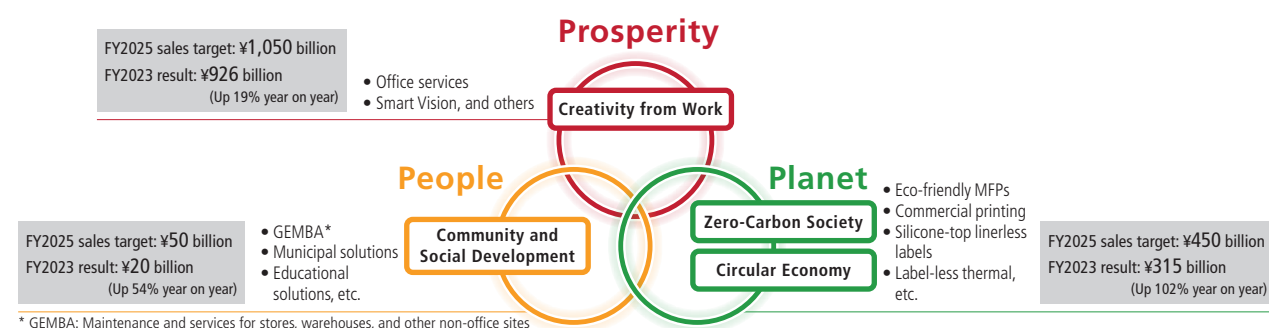 Prosperity
FY2025 sales target: ¥1,050 billion
FY2023 result: ¥926 billion
(Up 19% year on year)
• Office services
• Smart Vision, and others
Creativity from Work
People
FY2025 sales target: ¥50 billion
FY2023 result: ¥20 billion
(Up 54% year on year)
• GEMBA*
• Municipal solutions
• Educational
solutions, etc.
Community and
Social Development
Planet
Zero-Carbon Society
Circular Economy
• Eco-friendly MFPs
• Commercial printing
• Silicone-top linerless
labels
• Label-less thermal,
etc.
FY2025 sales target: ¥450 billion
FY2023 result: ¥315 billion
(Up 102% year on year)
* GEMBA: Maintenance and services for stores, warehouses, and other non-office sites